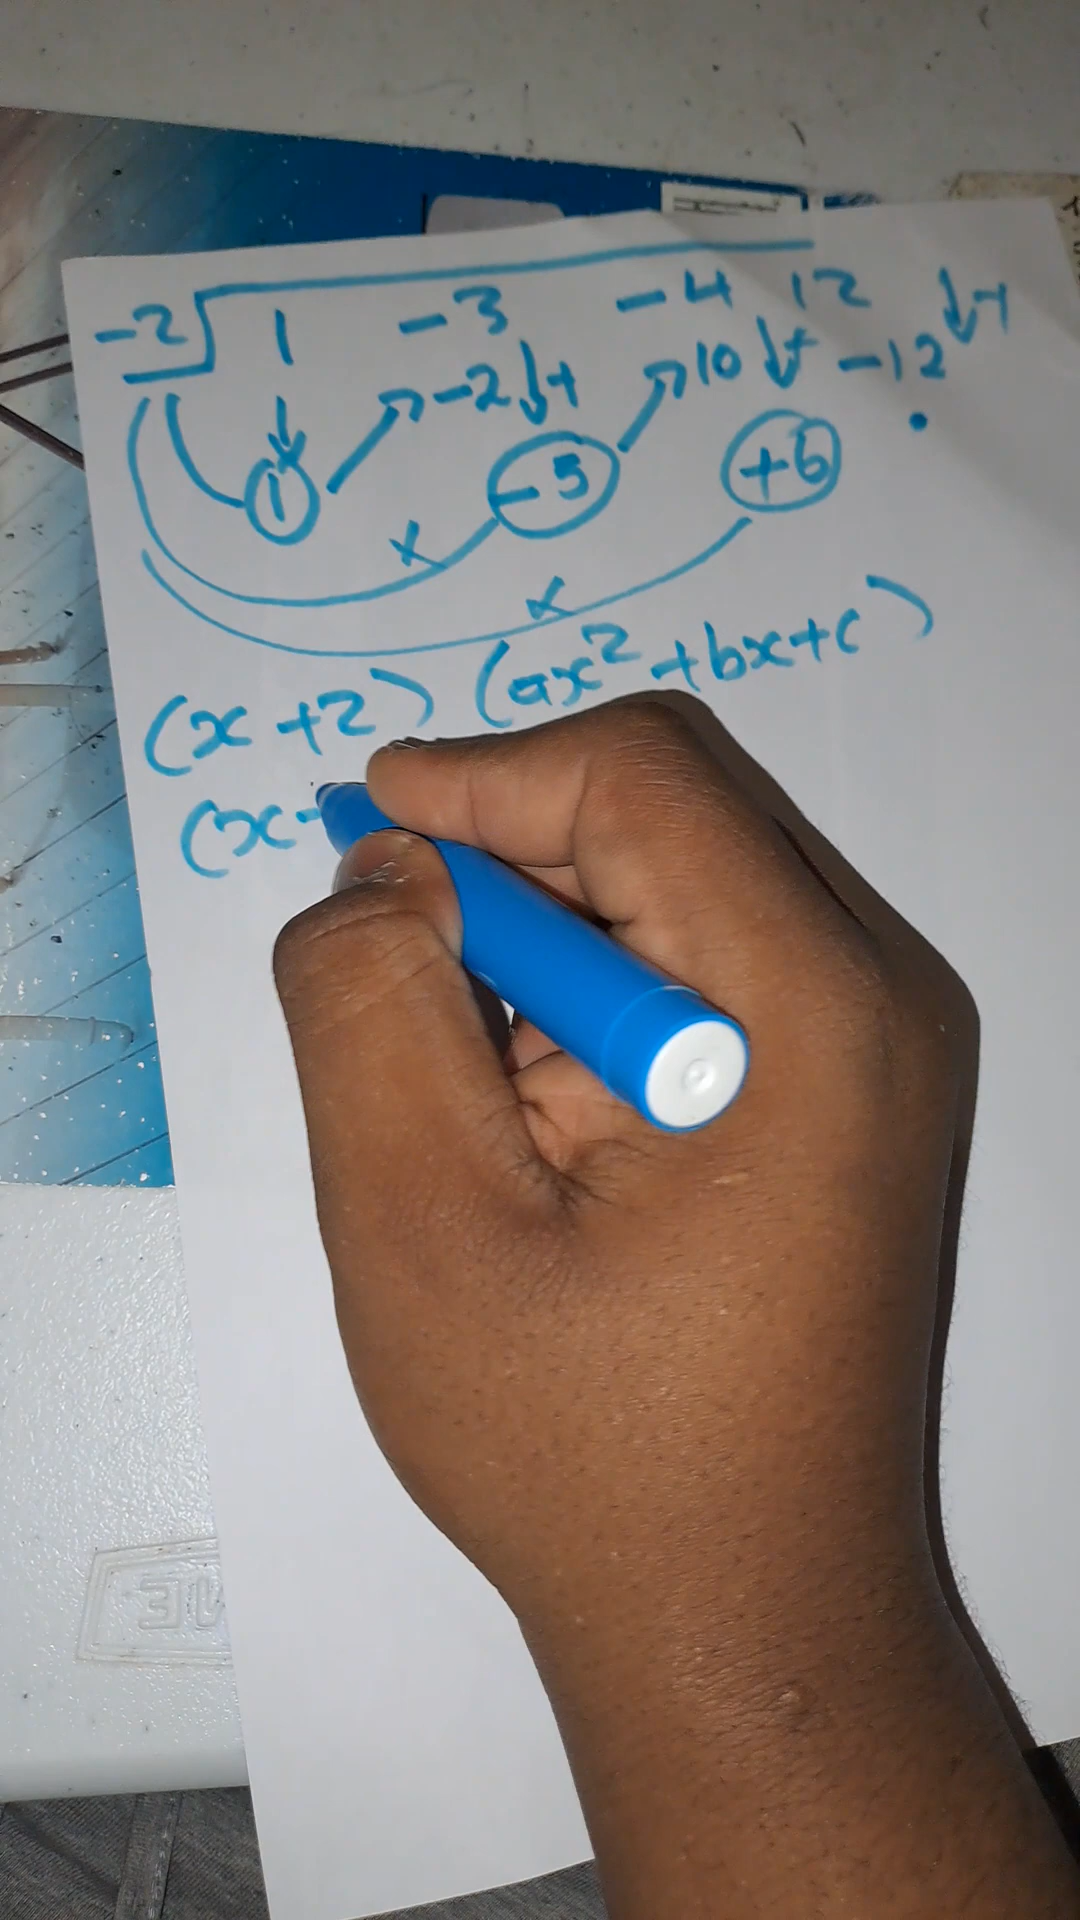 -2 1 -3 -4 12
-2 ↓+ 10 ↓+ -12 ↓+
1 -5 +6
x
x
(x+2) (ax²+bx+c)
(x